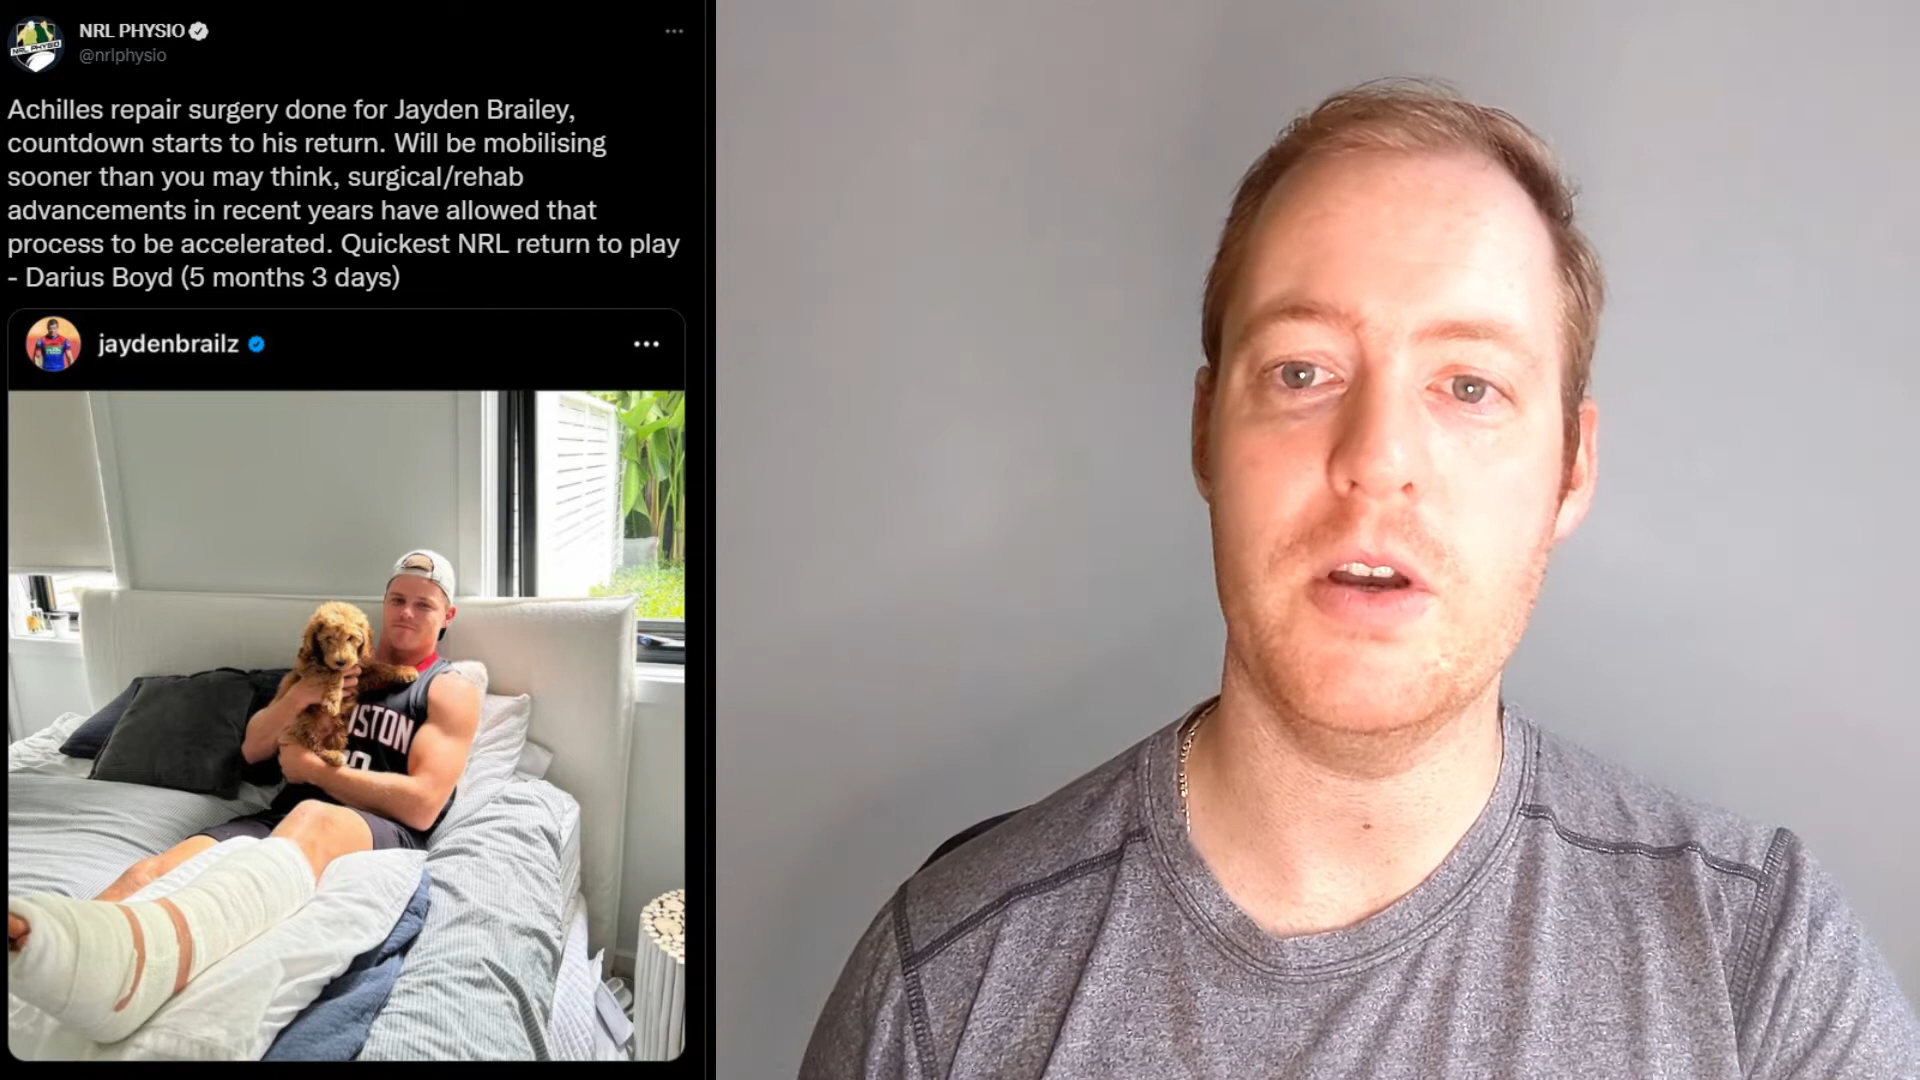 NRL PHYSIO
@nrlphysio
Achilles repair surgery done for Jayden Brailey,
countdown starts to his return. Will be mobilising
sooner than you may think, surgical/rehab
advancements in recent years have allowed that
process to be accelerated. Quickest NRL return to play
- Darius Boyd (5 months 3 days)
jaydenbrailz
NRL PHYSIO